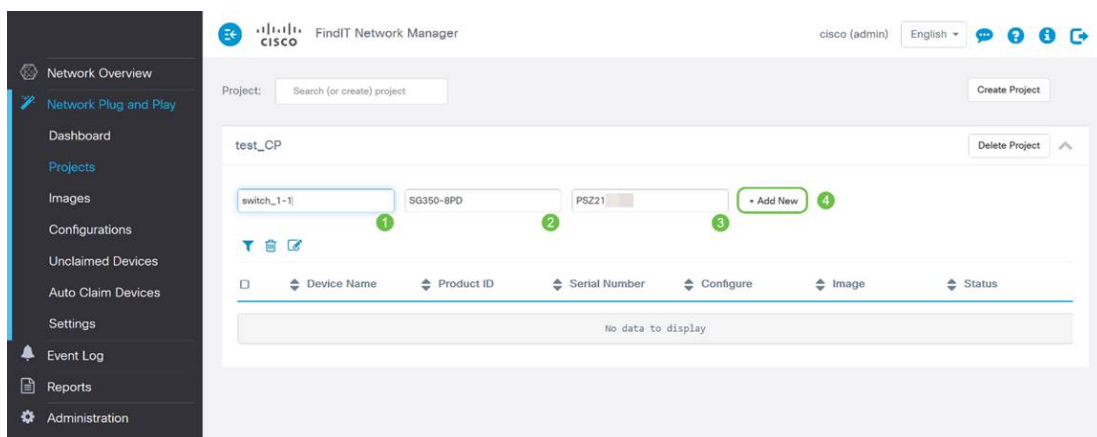 CISCO FindIT Network Manager cisco (admin) English
Network Overview
Network Plug and Play
Dashboard
Projects
Images
Configurations
Unclaimed Devices
Auto Claim Devices
Settings
Event Log
Reports
Administration
Project: Search (or create) project Create Project
test_CP Delete Project
switch_1-1 SG350-8PD PSZ21 + Add New 4
1 2 3
Device Name Product ID Serial Number Configure Image Status
No data to display